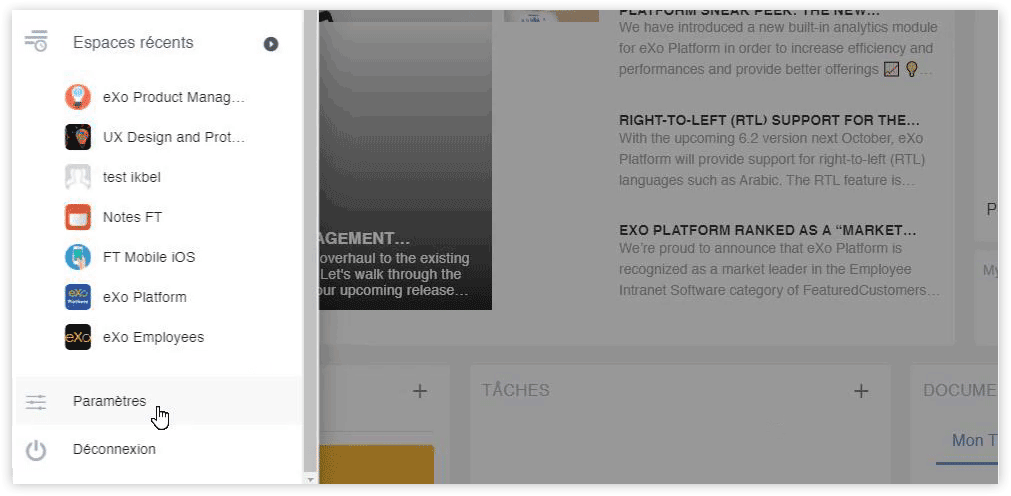 Espaces récents
eXo Product Manag…
UX Design and Prot…
test ikbel
Notes FT
FT Mobile iOS
eXo Platform
eXo Employees
Paramètres
Déconnexion
AGEMENT…
overhaul to the existing
Let's walk through the
our upcoming release…
PLATFORM SNEAK PEEK: THE NEW…
We have introduced a new built-in analytics module
for eXo Platform in order to increase efficiency and
performances and provide better offerings 📈 💡…
RIGHT-TO-LEFT (RTL) SUPPORT FOR THE…
With the upcoming 6.2 version next October, eXo
Platform will provide support for right-to-left (RTL)
languages such as Arabic. The RTL feature is…
EXO PLATFORM RANKED AS A “MARKET…
We're proud to announce that eXo Platform is
recognized as a market leader in the Employee
Intranet Software category of FeaturedCustomers…
P
My
TÂCHES
DOCUME
Mon T